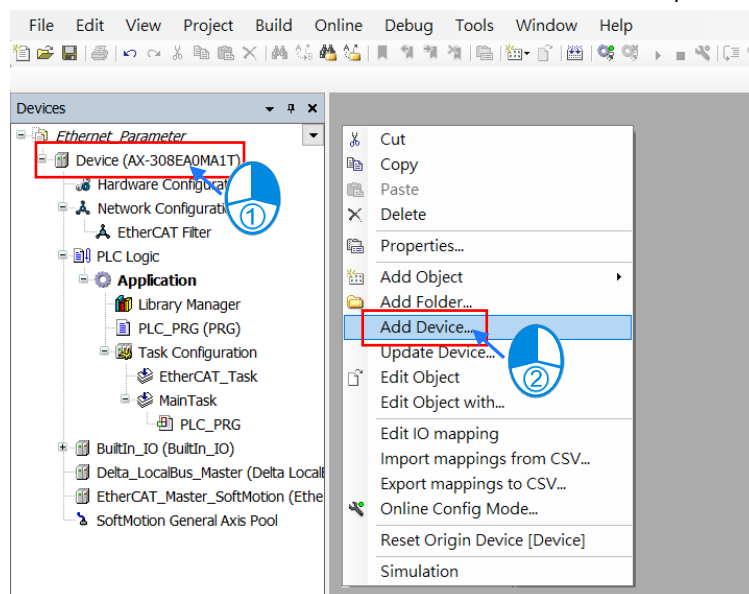 File Edit View Project Build Online Debug Tools Window Help
Devices
Ethernet_Parameter
Device (AX-308EA0MA1T)
Hardware Configurat
Network Configurati
EtherCAT Filter
PLC Logic
Application
Library Manager
PLC_PRG (PRG)
Task Configuration
EtherCAT_Task
MainTask
PLC_PRG
BuiltIn_IO (BuiltIn_IO)
Delta_LocalBus_Master (Delta Local
EtherCAT_Master_SoftMotion (Ethe
SoftMotion General Axis Pool
1
Cut
Copy
Paste
Delete
Properties...
Add Object
Add Folder...
Add Device...
Update Device...
Edit Object
Edit Object with...
Edit IO mapping
Import mappings from CSV...
Export mappings to CSV...
Online Config Mode...
Reset Origin Device [Device]
Simulation
2